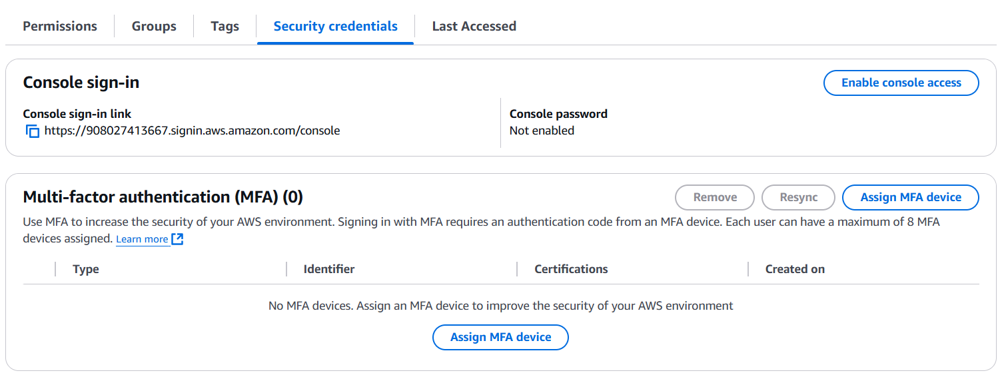 Permissions Groups Tags Security credentials Last Accessed
Console sign-in
Enable console access
Console sign-in link
https://908027413667.signin.aws.amazon.com/console
Console password
Not enabled
Multi-factor authentication (MFA) (0)
Remove Resync Assign MFA device
Use MFA to increase the security of your AWS environment. Signing in with MFA requires an authentication code from an MFA device. Each user can have a maximum of 8 MFA
devices assigned. Learn more
Type Identifier Certifications Created on
No MFA devices. Assign an MFA device to improve the security of your AWS environment
Assign MFA device